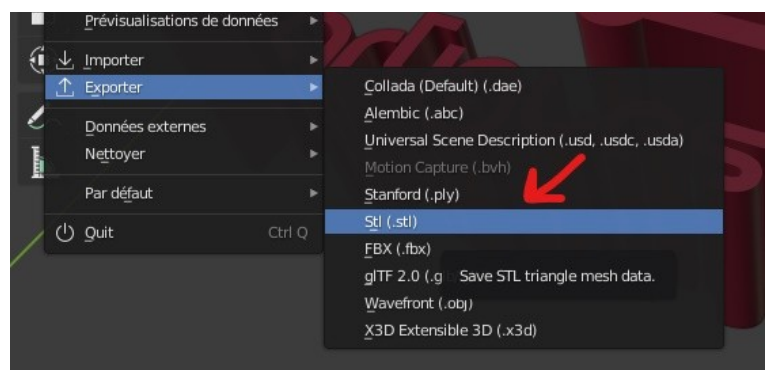 Prévisualisations de données
Importer
Exporter
Données externes
Nettoyer
Par défaut
Quit Ctrl Q
Collada (Default) (.dae)
Alembic (.abc)
Universal Scene Description (.usd, .usdc, .usda)
Motion Capture (.bvh)
Stanford (.ply)
Stl (.stl)
FBX (.fbx)
glTF 2.0 (.g
Save STL triangle mesh data.
Wavefront (.obj)
X3D Extensible 3D (.x3d)